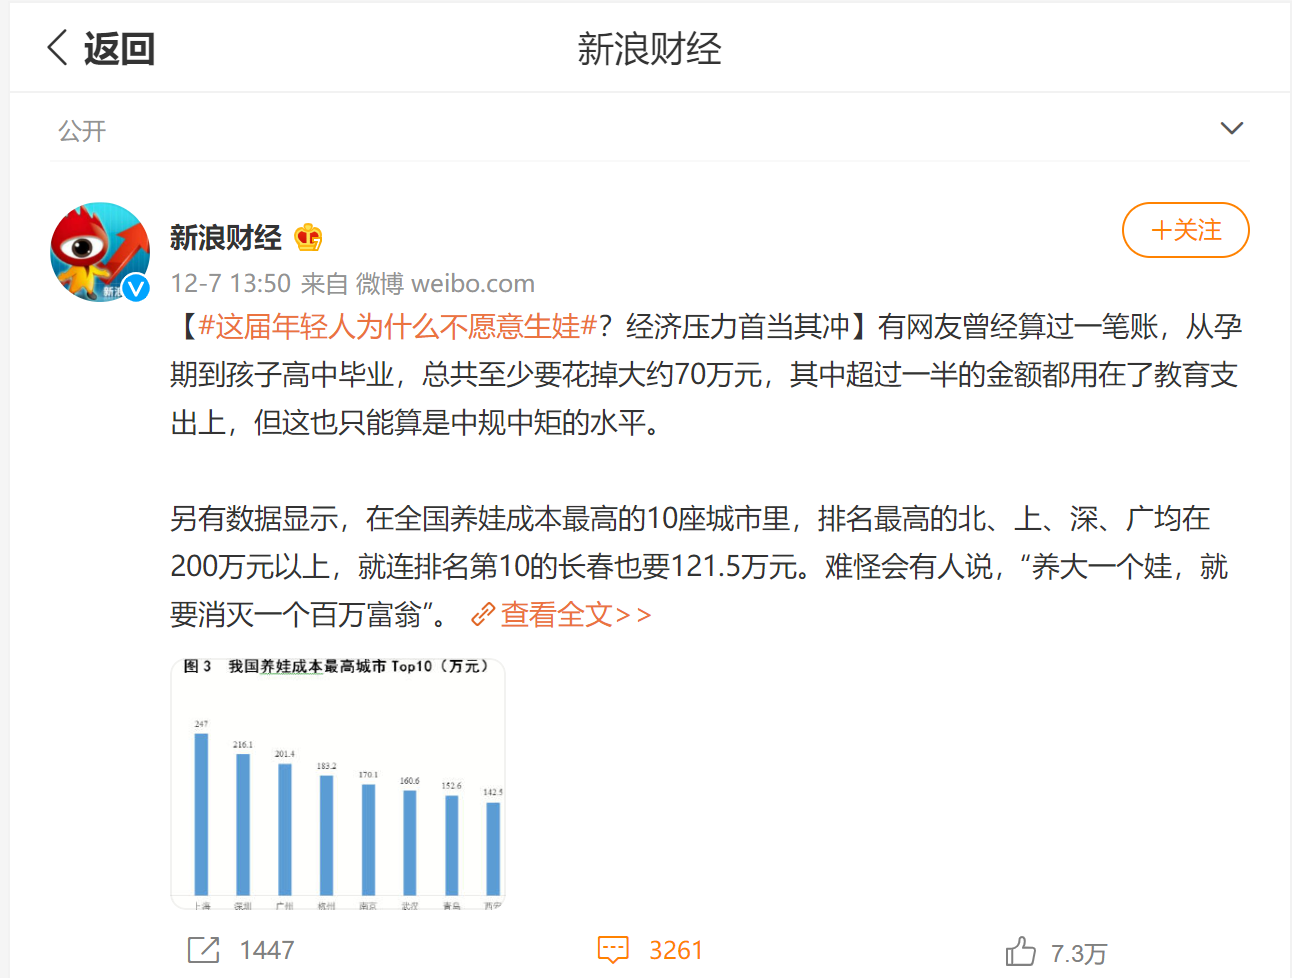 返回
新浪财经
公开
新浪财经
+关注
12-7 13:50 来自 微博 weibo.com
【#这届年轻人为什么不愿意生娃#？经济压力首当其冲】有网友曾经算过一笔账，从孕
期到孩子高中毕业，总共至少要花掉大约70万元，其中超过一半的金额都用在了教育支
出上，但这也只能算是中规中矩的水平。
另有数据显示，在全国养娃成本最高的10座城市里，排名最高的北、上、深、广均在
200万元以上，就连排名第10的长春也要121.5万元。难怪会有人说，“养大一个娃，就
要消灭一个百万富翁”。 查看全文>>
图 3 我国养娃成本最高城市 Top10（万元）
247
216.1
201.4
183.2
170.1
160.6
152.6
142.5
上海 深圳 广州 杭州 南京 武汉 青岛 西安
1447
3261
7.3万